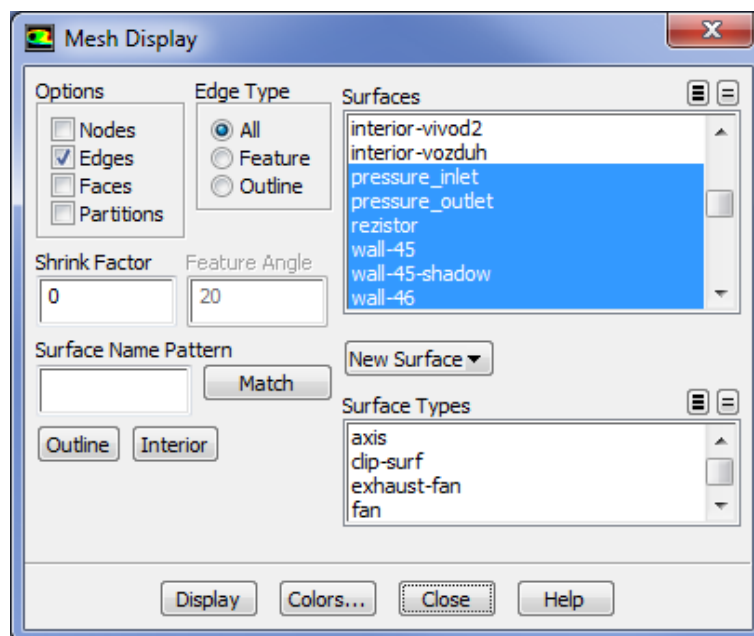 Mesh Display
Options
Nodes
Edges
Faces
Partitions
Edge Type
All
Feature
Outline
Shrink Factor
0
Feature Angle
20
Surface Name Pattern
Match
Outline Interior
Surfaces
interior-vivod2
interior-vozduh
pressure_inlet
pressure_outlet
rezistor
wall-45
wall-45-shadow
wall-46
New Surface
Surface Types
axis
clip-surf
exhaust-fan
fan
Display Colors... Close Help